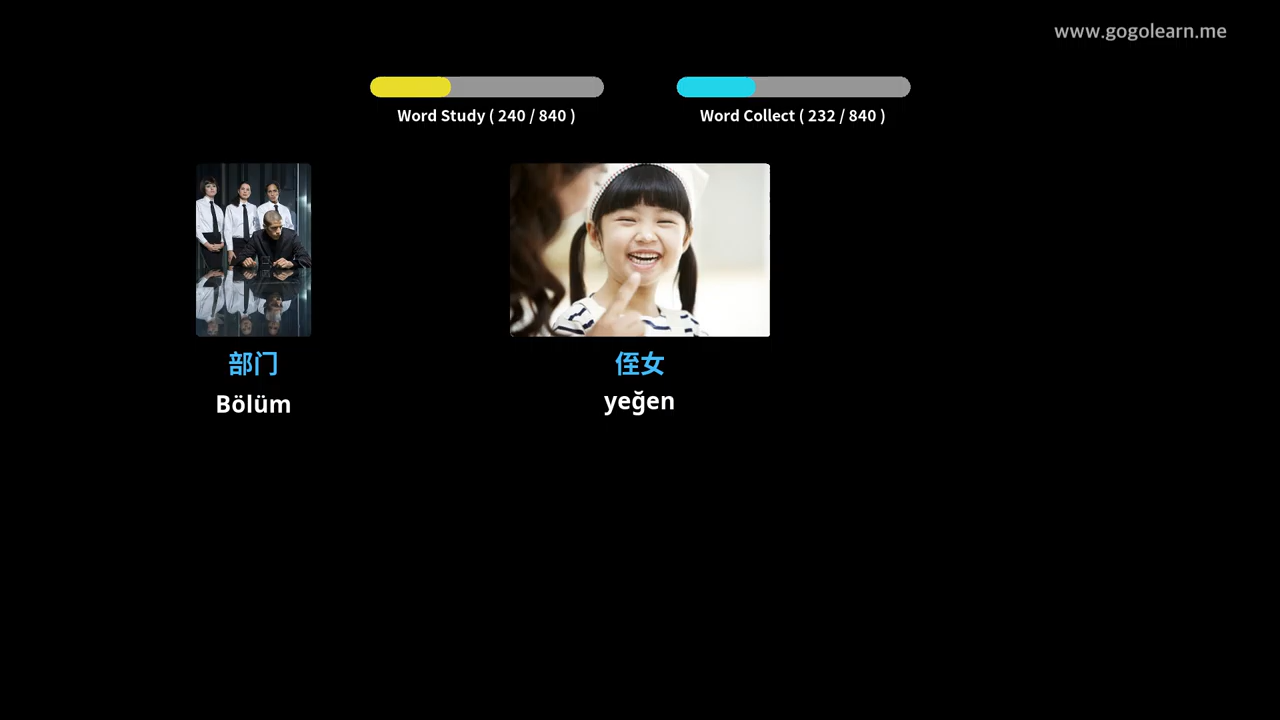 www.gogolearn.me
Word Study ( 240 / 840 )
Word Collect ( 232 / 840 )
部门
Bölüm
侄女
yeğen